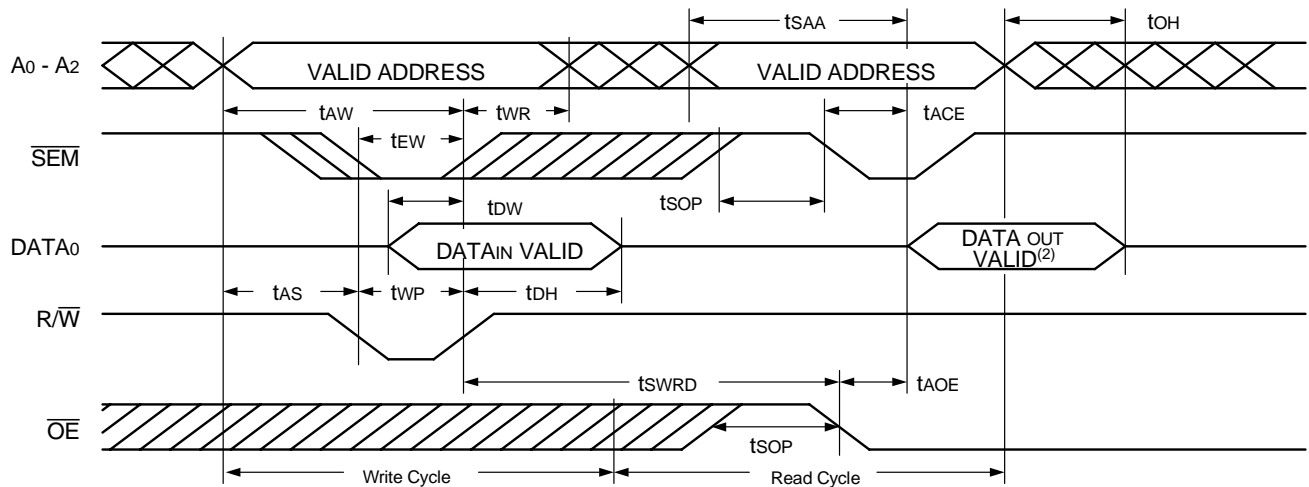 tSAA
tOH
A0 - A2
VALID ADDRESS
VALID ADDRESS
tAW
tWR
tACE
tEW
SEM
tSOP
tDW
DATA0
DATAIN VALID
DATA OUT
VALID(2)
tAS
tWP
tDH
R/W
tSWRD
tAOE
OE
tSOP
Write Cycle
Read Cycle